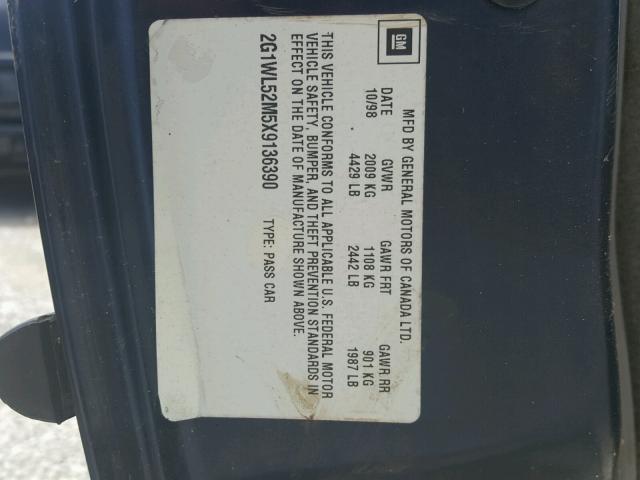 GM
MFD BY GENERAL MOTORS OF CANADA LTD.
DATE GVWR GAWR FRT GAWR RR
10/98 2009 KG 1108 KG 901 KG
4429 LB 2442 LB 1987 LB
THIS VEHICLE CONFORMS TO ALL APPLICABLE U.S. FEDERAL MOTOR
VEHICLE SAFETY, BUMPER, AND THEFT PREVENTION STANDARDS IN
EFFECT ON THE DATE OF MANUFACTURE SHOWN ABOVE.
2G1WL52M5X9136390 TYPE: PASS CAR